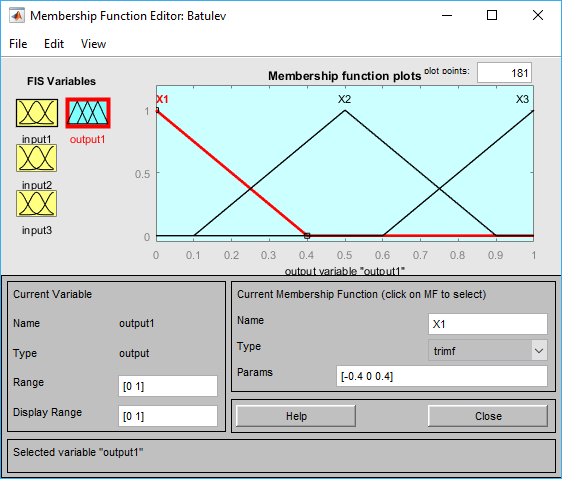 Membership Function Editor: Batulev
File Edit View
FIS Variables
Membership function plots
plot points: 181
X1 X2 X3
input1 output1
input2
input3
1
0.5
0
0 0.1 0.2 0.3 0.4 0.5 0.6 0.7 0.8 0.9 1
output variable "output1"
Current Variable
Name output1
Type output
Range [0 1]
Display Range [0 1]
Current Membership Function (click on MF to select)
Name X1
Type trimf
Params [-0.4 0 0.4]
Help Close
Selected variable "output1"